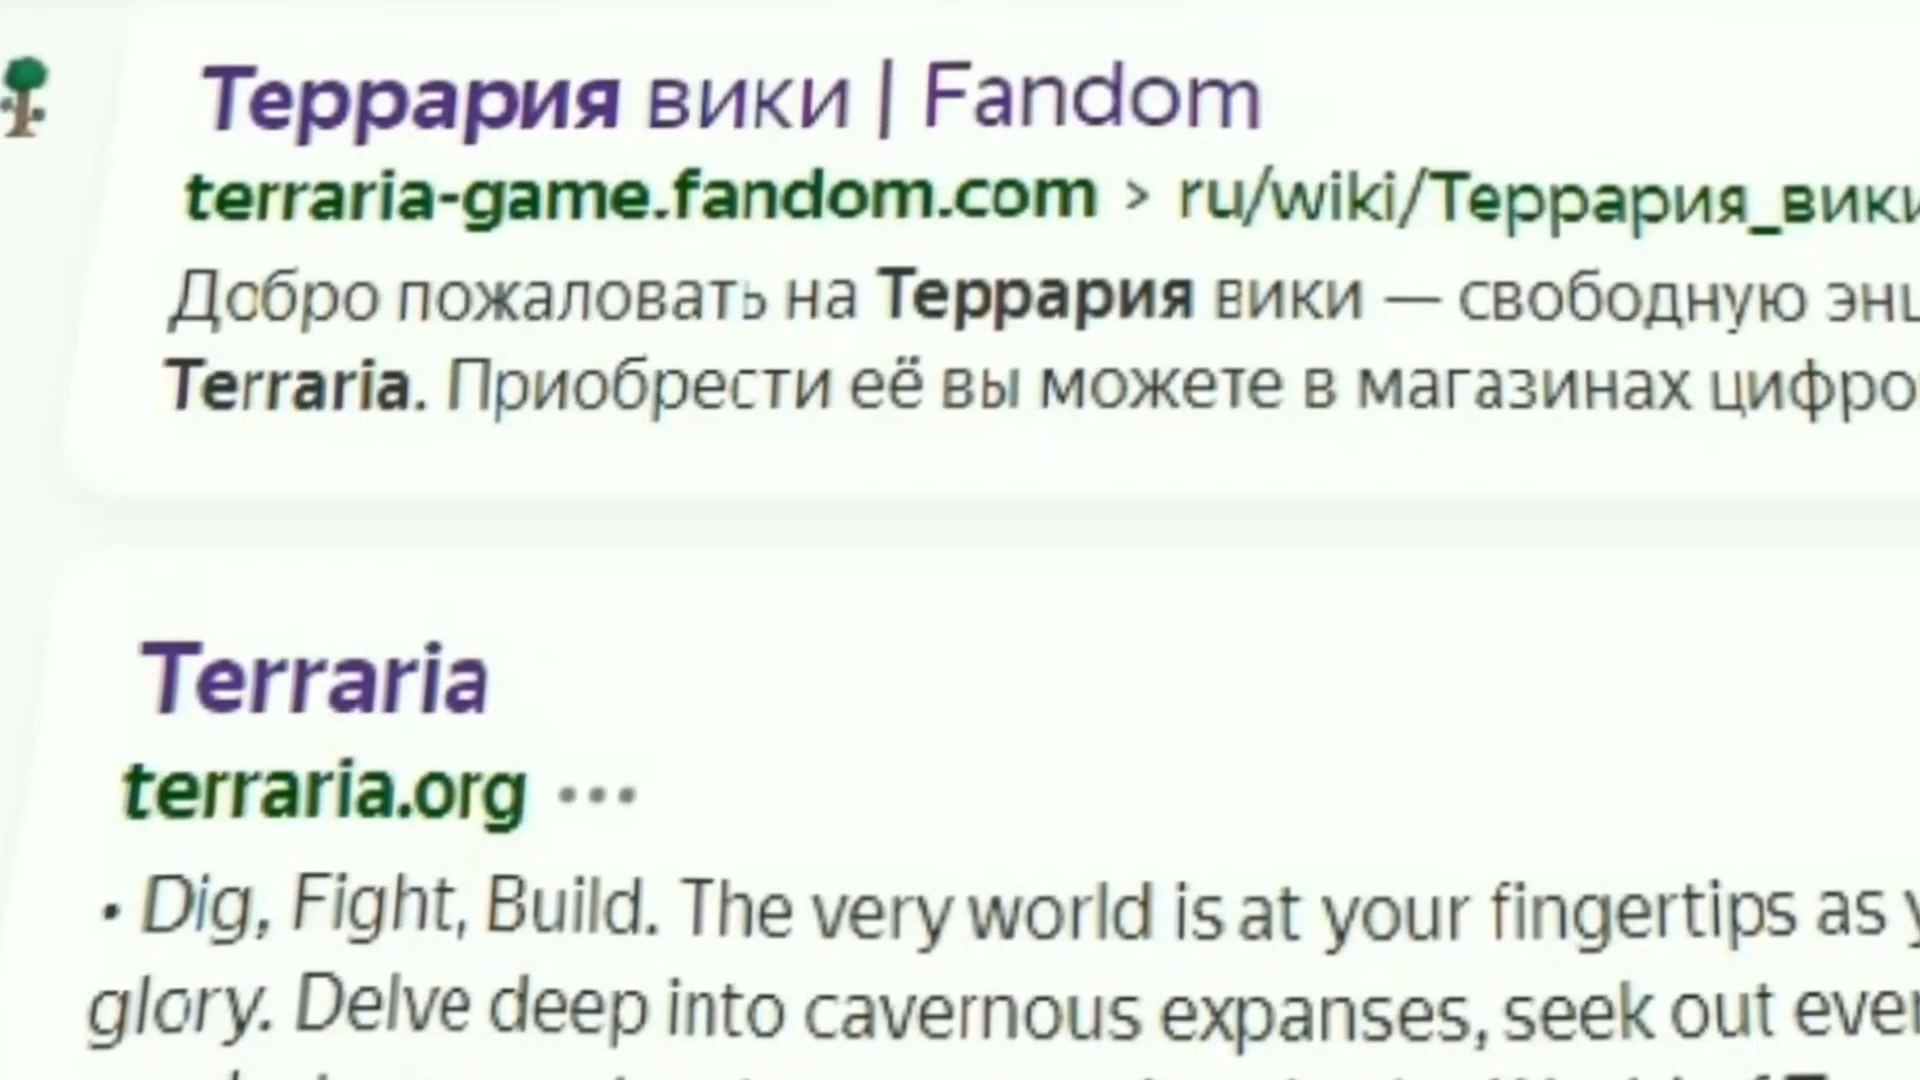 Террария вики | Fandom
terraria-game.fandom.com › ru/wiki/Террария_вики
Добро пожаловать на Террария вики — свободную
Terraria. Приобрести её вы можете в магазинах
Terraria
terraria.org ...
• Dig, Fight, Build. The very world is at your fingertips as
glory. Delve deep into cavernous expanses, seek out